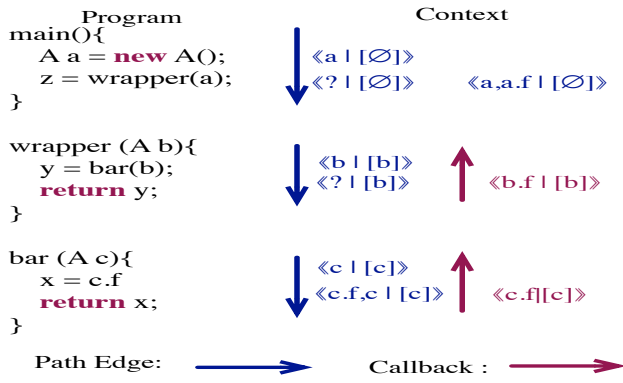 Program Context
main(){
A a = new A(); ⟪a | [∅]⟫
z = wrapper(a); ⟪? | [∅]⟫ ⟪a,a.f | [∅]⟫
}
wrapper (A b){
y = bar(b); ⟪b | [b]⟫
return y; ⟪? | [b]⟫ ⟪b.f | [b]⟫
}
bar (A c){
x = c.f ⟪c | [c]⟫
return x; ⟪c.f,c | [c]⟫ ⟪c.f|[c]⟫
}
Path Edge: Callback :